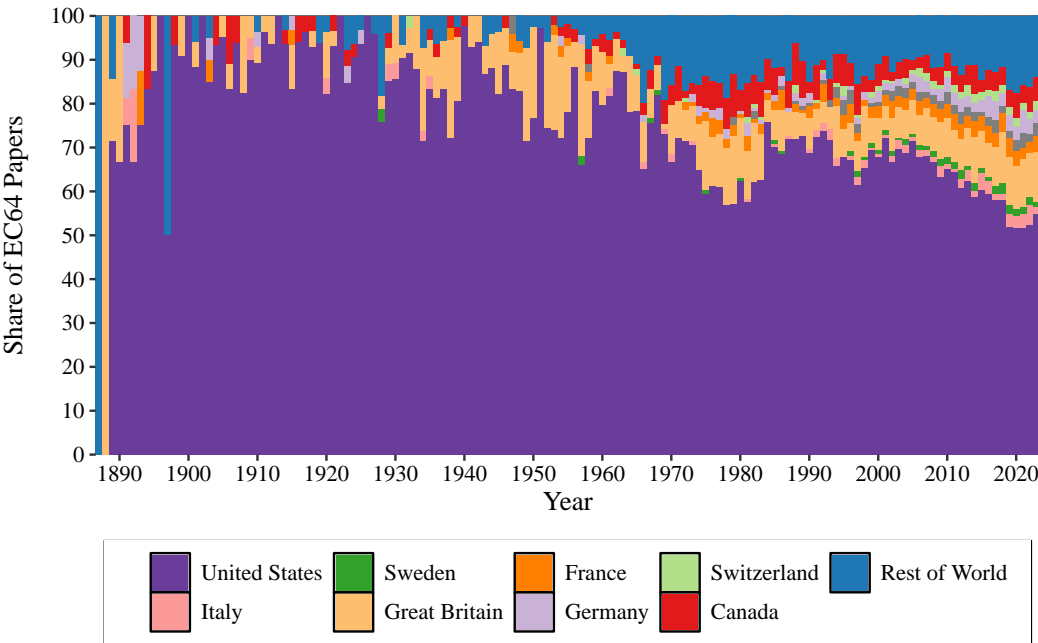 Share of EC64 Papers
100
90
80
70
60
50
40
30
20
10
0
1890 1900 1910 1920 1930 1940 1950 1960 1970 1980 1990 2000 2010 2020
Year
United States Sweden France Switzerland Rest of World
Italy Great Britain Germany Canada